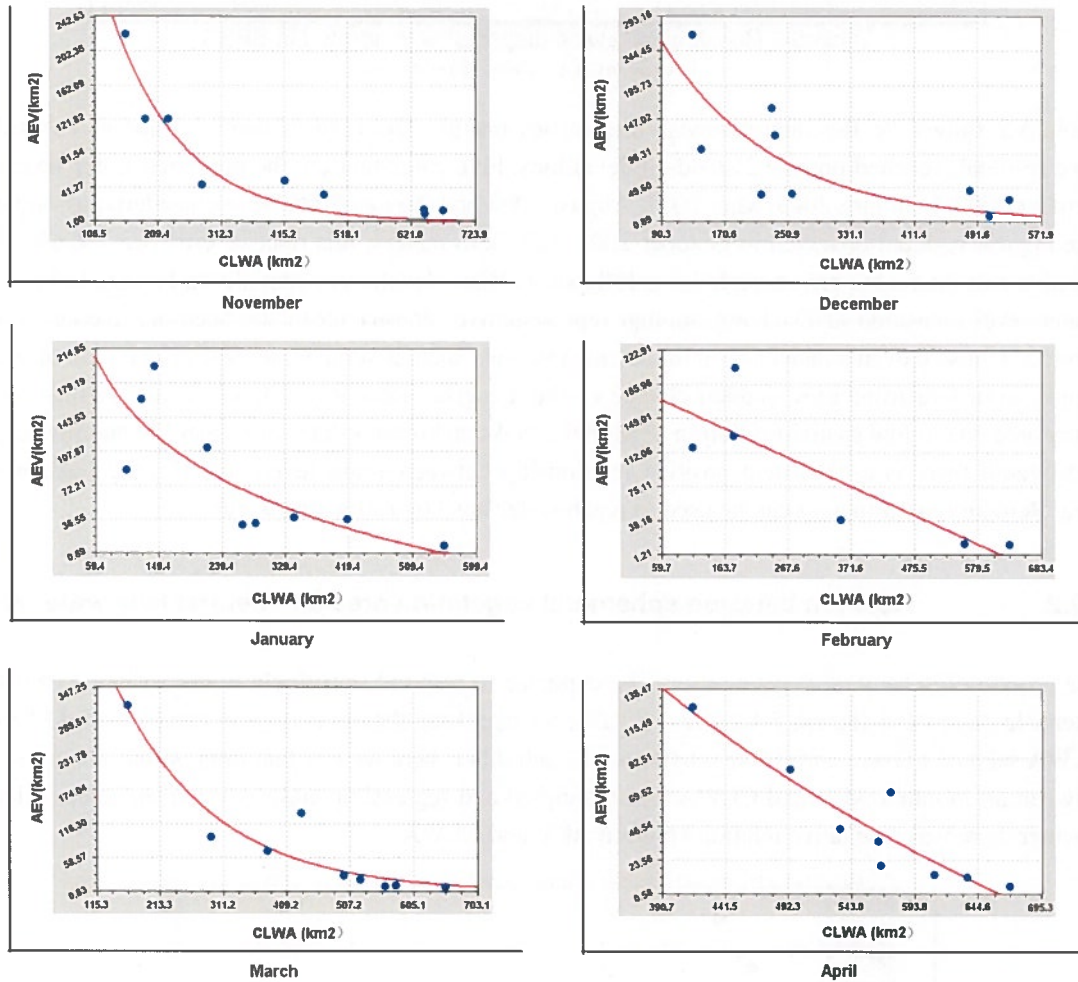 AEV(km2)
242.63
202.35
162.09
121.82
81.54
41.27
1.00
108.5 209.4 312.3 415.2 518.1 621.0 723.9
CLWA (km2)
November
AEV(km2)
293.16
244.45
195.73
147.02
98.31
49.50
0.89
90.3 170.6 250.9 331.1 411.4 491.6 571.9
CLWA (km2)
December
AEV(km2)
214.85
179.19
143.53
107.87
72.21
36.55
0.89
59.4 149.4 239.4 329.4 419.4 509.4 599.4
CLWA (km2)
January
AEV(km2)
222.91
185.96
149.01
112.06
75.11
38.16
1.21
59.7 163.7 267.6 371.6 475.5 579.5 683.4
CLWA (km2)
February
AEV(km2)
347.25
289.51
231.78
174.04
116.30
58.57
0.83
115.3 213.3 311.2 409.2 507.2 605.1 703.1
CLWA (km2)
March
AEV(km2)
138.47
115.49
92.51
69.52
46.54
23.56
0.58
390.7 441.5 492.3 543.0 593.8 644.6 695.3
CLWA (km2)
April